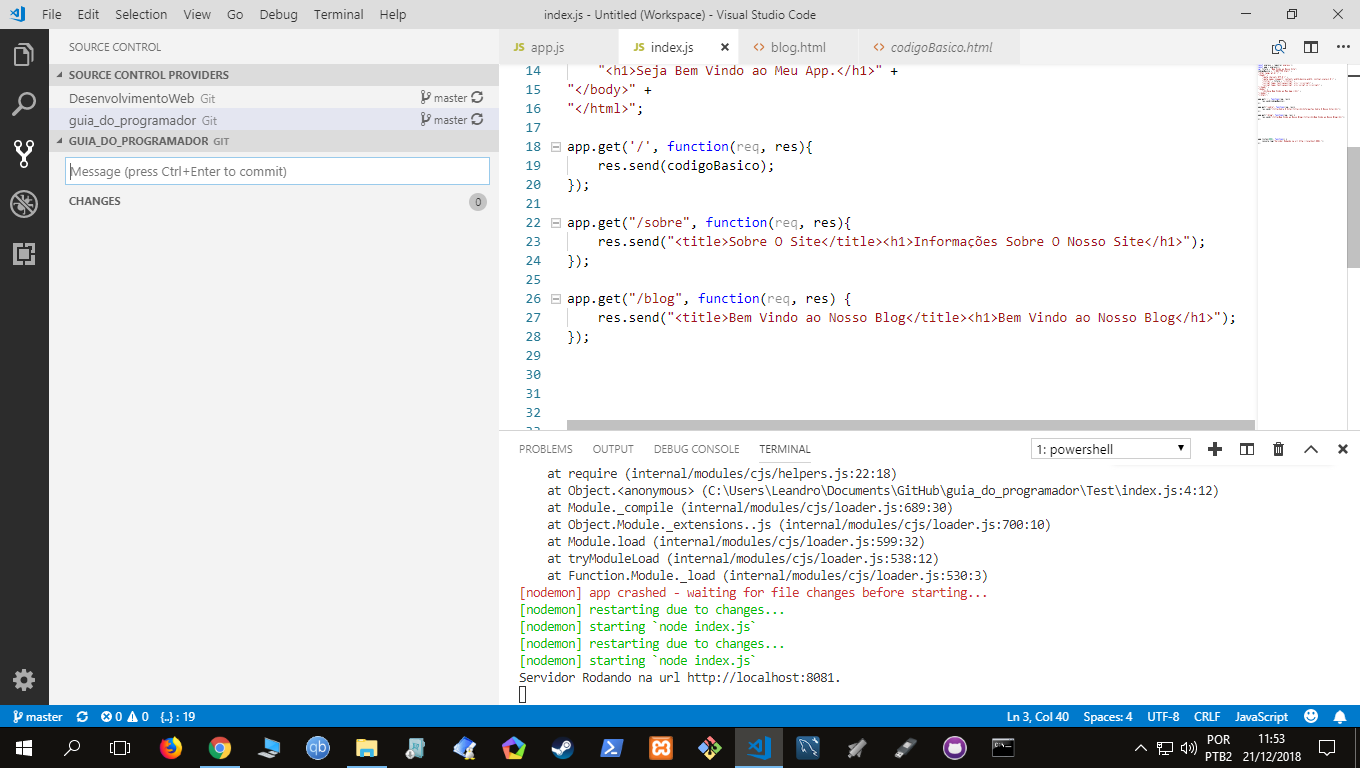 File Edit Selection View Go Debug Terminal Help
index.js - Untitled (Workspace) - Visual Studio Code
SOURCE CONTROL
SOURCE CONTROL PROVIDERS
DesenvolvimentoWeb Git master
guia_do_programador Git master
GUIA_DO_PROGRAMADOR GIT
Message (press Ctrl+Enter to commit)
CHANGES 0
JS app.js JS index.js <> blog.html <> codigoBasico.html
14 "<h1>Seja Bem Vindo ao Meu App.</h1>" +
15 "</body>" +
16 "</html>";
17
18 app.get('/', function(req, res){
19 res.send(codigoBasico);
20 });
21
22 app.get("/sobre", function(req, res){
23 res.send("<title>Sobre O Site</title><h1>Informações Sobre O Nosso Site</h1>");
24 });
25
26 app.get("/blog", function(req, res) {
27 res.send("<title>Bem Vindo ao Nosso Blog</title><h1>Bem Vindo ao Nosso Blog</h1>");
28 });
29
30
31
32
33
PROBLEMS OUTPUT DEBUG CONSOLE TERMINAL 1: powershell
at require (internal/modules/cjs/helpers.js:22:18)
at Object.<anonymous> (C:\Users\Leandro\Documents\GitHub\guia_do_programador\Test\index.js:4:12)
at Module._compile (internal/modules/cjs/loader.js:689:30)
at Object.Module._extensions..js (internal/modules/cjs/loader.js:700:10)
at Module.load (internal/modules/cjs/loader.js:599:32)
at tryModuleLoad (internal/modules/cjs/loader.js:538:12)
at Function.Module._load (internal/modules/cjs/loader.js:530:3)
[nodemon] app crashed - waiting for file changes before starting...
[nodemon] restarting due to changes...
[nodemon] starting `node index.js`
[nodemon] restarting due to changes...
[nodemon] starting `node index.js`
Servidor Rodando na url http://localhost:8081.
master 0 0 {..} : 19 Ln 3, Col 40 Spaces: 4 UTF-8 CRLF JavaScript
qb POR 11:53
PTB2 21/12/2018